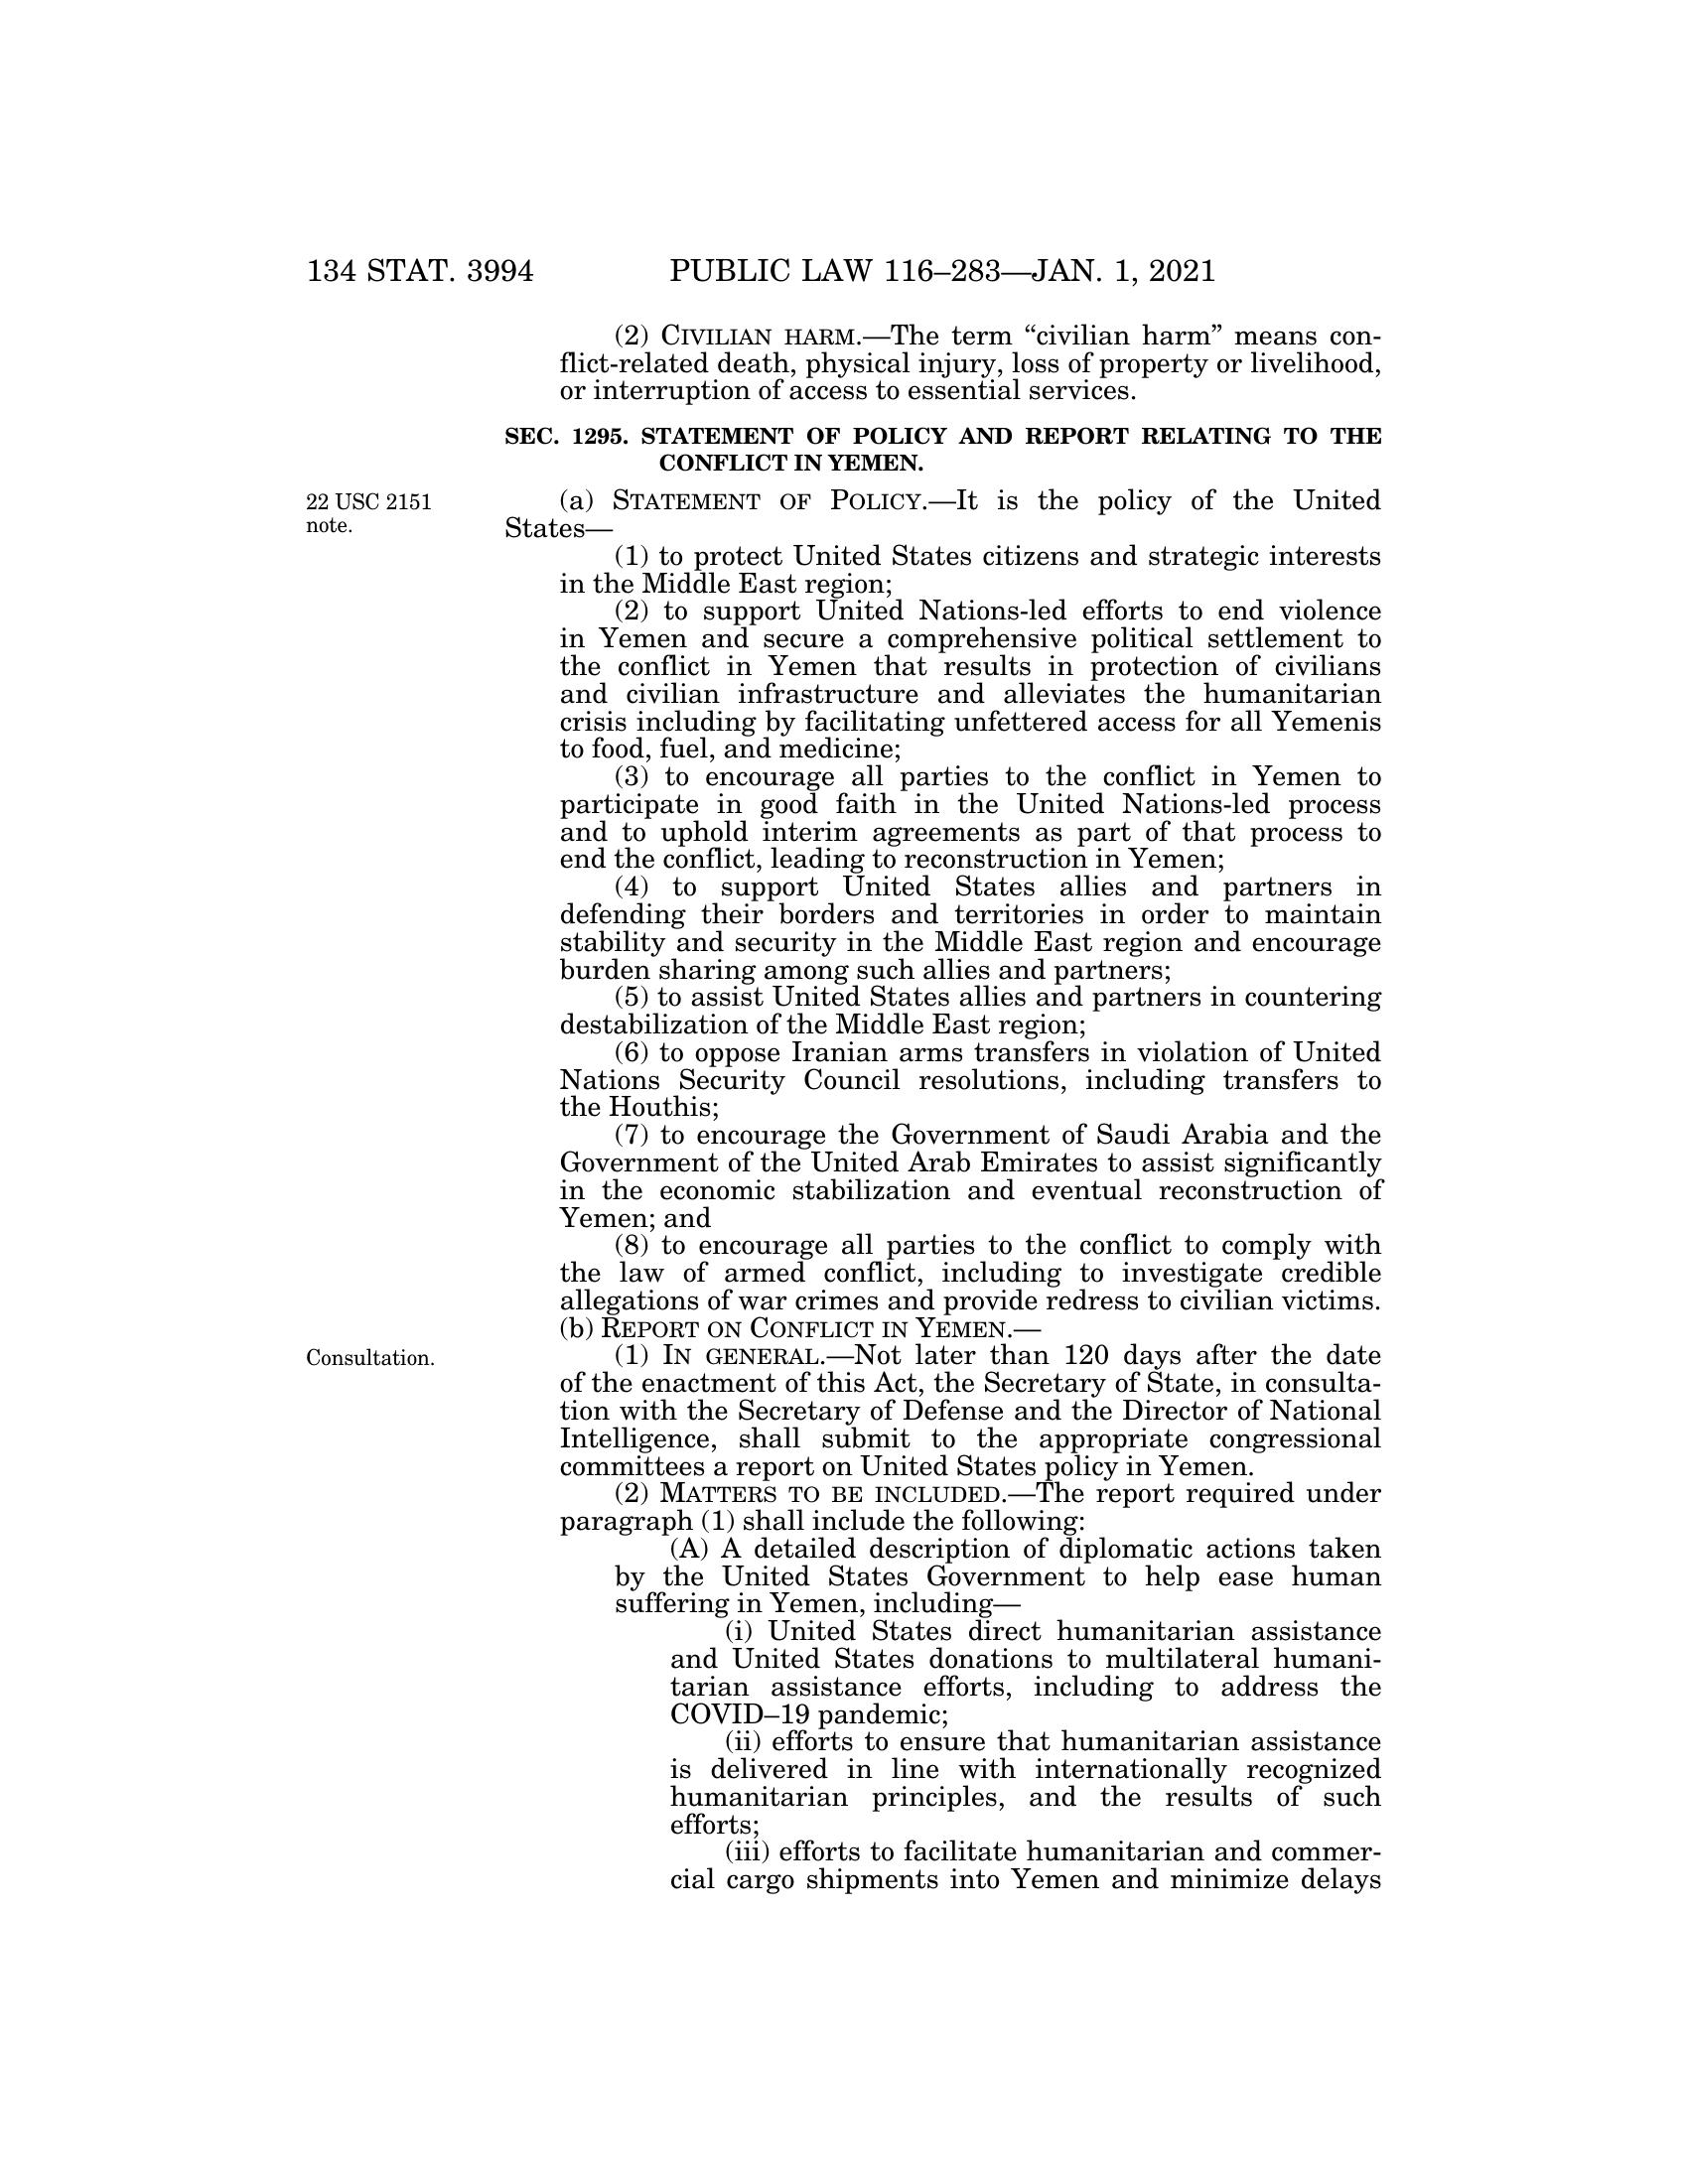 134 STAT. 3994 PUBLIC LAW 116–283—JAN. 1, 2021
(2) CIVILIAN HARM.—The term “civilian harm” means con-
flict-related death, physical injury, loss of property or livelihood,
or interruption of access to essential services.
SEC. 1295. STATEMENT OF POLICY AND REPORT RELATING TO THE
CONFLICT IN YEMEN.
22 USC 2151
note.
(a) STATEMENT OF POLICY.—It is the policy of the United
States—
(1) to protect United States citizens and strategic interests
in the Middle East region;
(2) to support United Nations-led efforts to end violence
in Yemen and secure a comprehensive political settlement to
the conflict in Yemen that results in protection of civilians
and civilian infrastructure and alleviates the humanitarian
crisis including by facilitating unfettered access for all Yemenis
to food, fuel, and medicine;
(3) to encourage all parties to the conflict in Yemen to
participate in good faith in the United Nations-led process
and to uphold interim agreements as part of that process to
end the conflict, leading to reconstruction in Yemen;
(4) to support United States allies and partners in
defending their borders and territories in order to maintain
stability and security in the Middle East region and encourage
burden sharing among such allies and partners;
(5) to assist United States allies and partners in countering
destabilization of the Middle East region;
(6) to oppose Iranian arms transfers in violation of United
Nations Security Council resolutions, including transfers to
the Houthis;
(7) to encourage the Government of Saudi Arabia and the
Government of the United Arab Emirates to assist significantly
in the economic stabilization and eventual reconstruction of
Yemen; and
(8) to encourage all parties to the conflict to comply with
the law of armed conflict, including to investigate credible
allegations of war crimes and provide redress to civilian victims.
(b) REPORT ON CONFLICT IN YEMEN.—
Consultation.
(1) IN GENERAL.—Not later than 120 days after the date
of the enactment of this Act, the Secretary of State, in consulta-
tion with the Secretary of Defense and the Director of National
Intelligence, shall submit to the appropriate congressional
committees a report on United States policy in Yemen.
(2) MATTERS TO BE INCLUDED.—The report required under
paragraph (1) shall include the following:
(A) A detailed description of diplomatic actions taken
by the United States Government to help ease human
suffering in Yemen, including—
(i) United States direct humanitarian assistance
and United States donations to multilateral humani-
tarian assistance efforts, including to address the
COVID–19 pandemic;
(ii) efforts to ensure that humanitarian assistance
is delivered in line with internationally recognized
humanitarian principles, and the results of such
efforts;
(iii) efforts to facilitate humanitarian and commer-
cial cargo shipments into Yemen and minimize delays